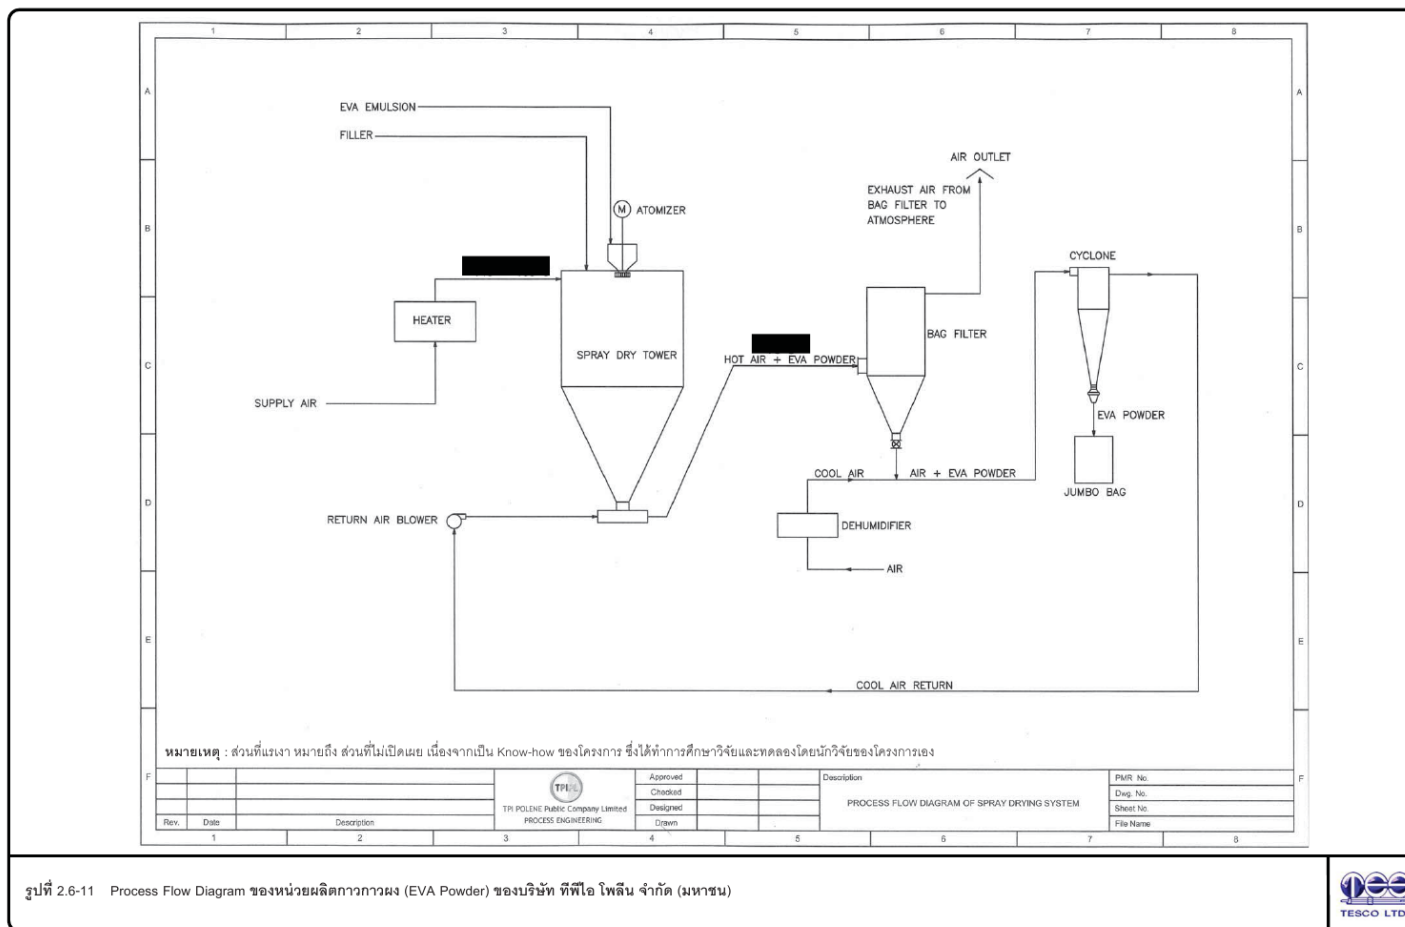 1 2 3 4 5 6 7 8
A A
EVA EMULSION
FILLER
AIR OUTLET
EXHAUST AIR FROM
BAG FILTER TO
ATMOSPHERE
M ATOMIZER
B B
CYCLONE
HEATER
BAG FILTER
SPRAY DRY TOWER
HOT AIR + EVA POWDER
C C
SUPPLY AIR
EVA POWDER
COOL AIR
AIR + EVA POWDER
JUMBO BAG
D D
RETURN AIR BLOWER
DEHUMIDIFIER
AIR
E E
COOL AIR RETURN
หมายเหตุ : ส่วนที่แรเงา หมายถึง ส่วนที่ไม่เปิดเผย เนื่องจากเป็น Know-how ของโครงการ ซึ่งได้ทำการศึกษาวิจัยและทดลองโดยนักวิจัยของโครงการเอง
F F
Rev. Date Description
TPIPL
TPI POLENE Public Company Limited
PROCESS ENGINEERING
Approved
Checked
Designed
Drawn
Description
PROCESS FLOW DIAGRAM OF SPRAY DRYING SYSTEM
PMR No.
Dwg. No.
Sheet No.
File Name
1 2 3 4 5 6 7 8
รูปที่ 2.6-11 Process Flow Diagram ของหน่วยผลิตกาวกาวผง (EVA Powder) ของบริษัท ทีพีไอ โพลีน จำกัด (มหาชน)
TESCO LTD